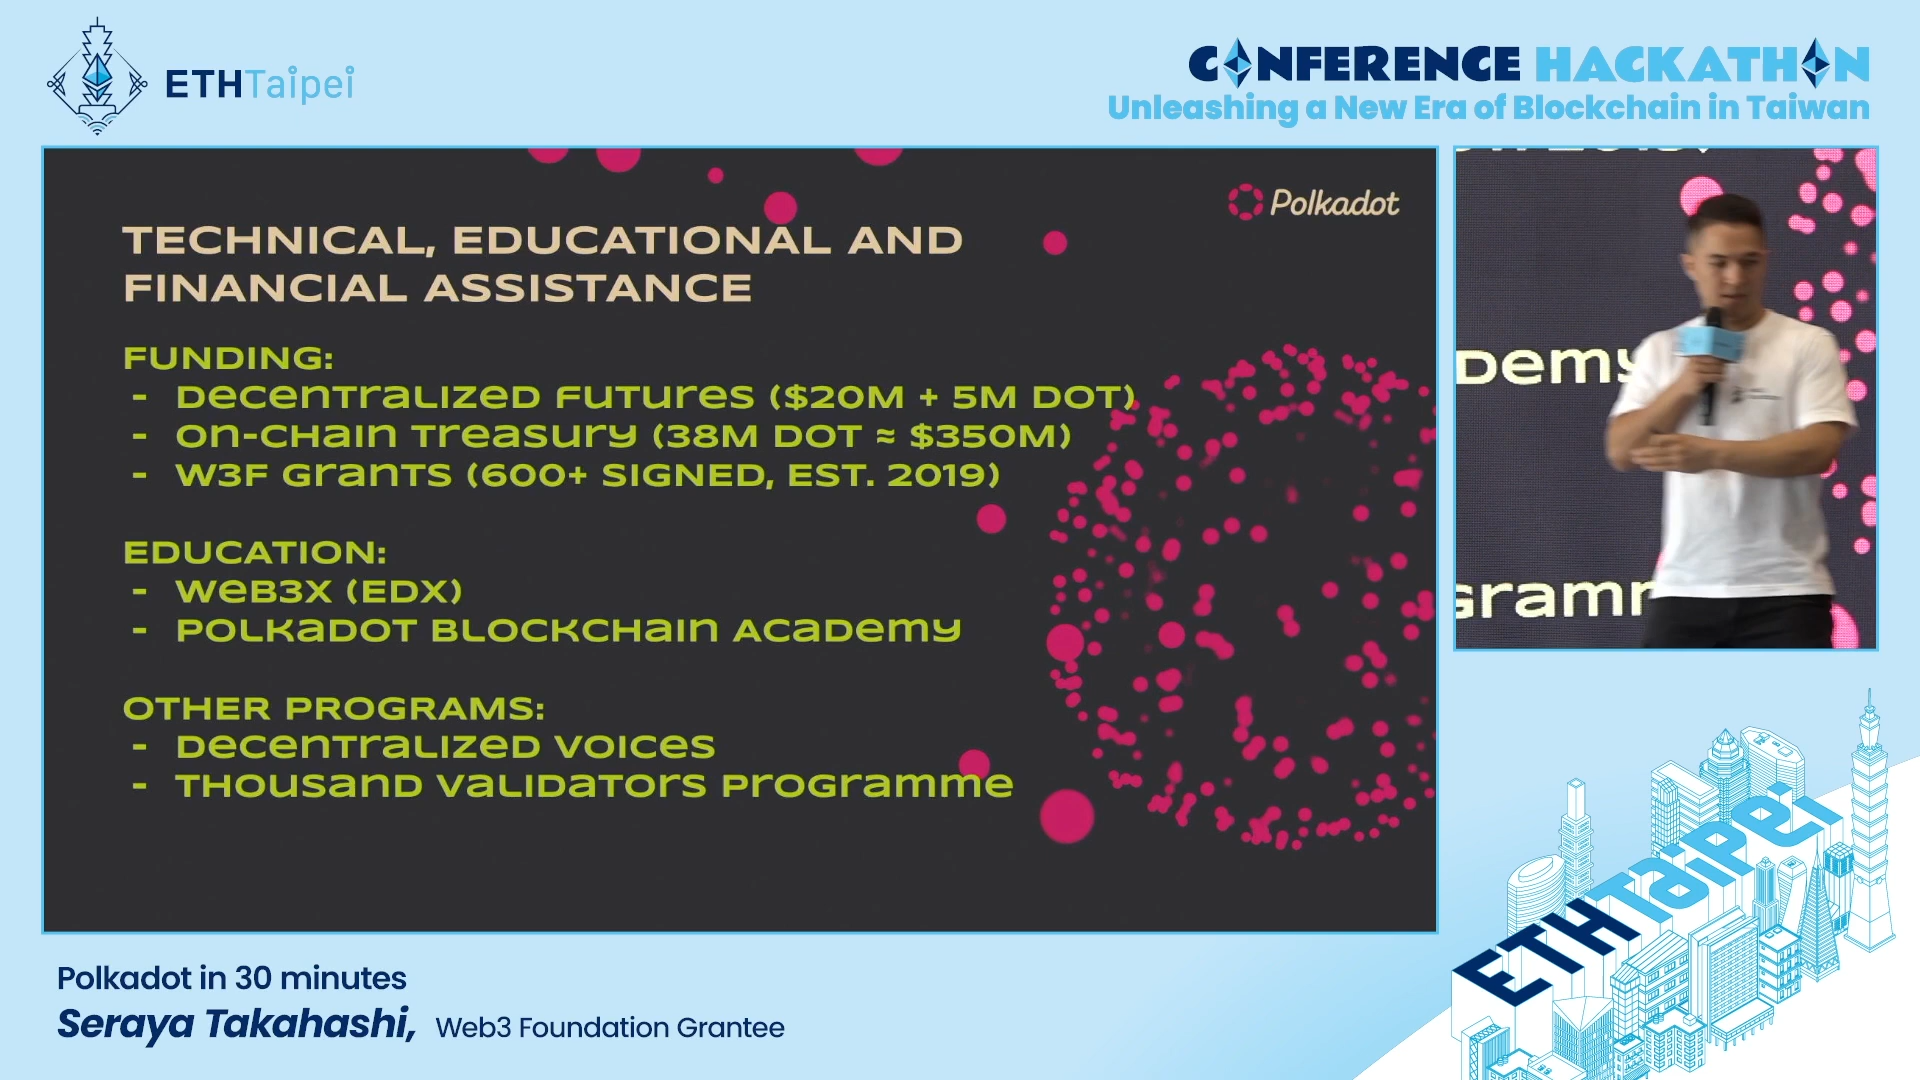 ETHTaipei
CONFERENCE HACKATHON
Unleashing a New Era of Blockchain in Taiwan
Polkadot
TECHNICAL, EDUCATIONAL AND
FINANCIAL ASSISTANCE
FUNDING:
- Decentralized Futures ($20M + 5M DOT)
- On-chain Treasury (38M DOT ≈ $350M)
- W3F Grants (600+ SIGNED, EST. 2019)
EDUCATION:
- Web3x (EDX)
- Polkadot Blockchain Academy
OTHER PROGRAMS:
- Decentralized Voices
- Thousand Validators Programme
demy
gramm
ETHTaipei
Polkadot in 30 minutes
Seraya Takahashi, Web3 Foundation Grantee